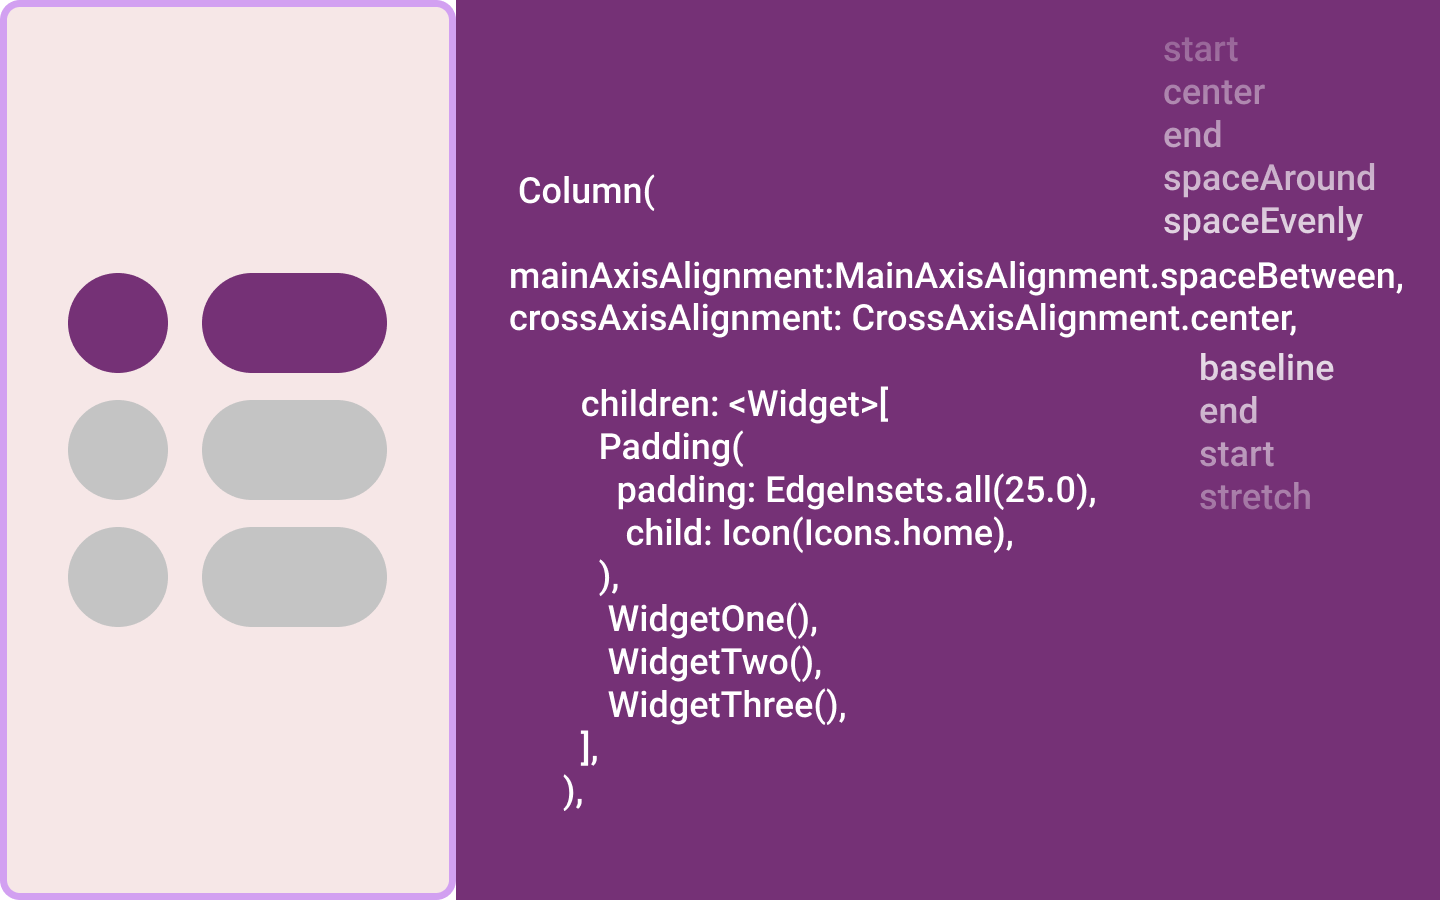 start
center
end
spaceAround
spaceEvenly
Column(
mainAxisAlignment:MainAxisAlignment.spaceBetween,
crossAxisAlignment: CrossAxisAlignment.center,
baseline
end
start
stretch
children: <Widget>[
Padding(
padding: EdgeInsets.all(25.0),
child: Icon(Icons.home),
),
WidgetOne(),
WidgetTwo(),
WidgetThree(),
],
),